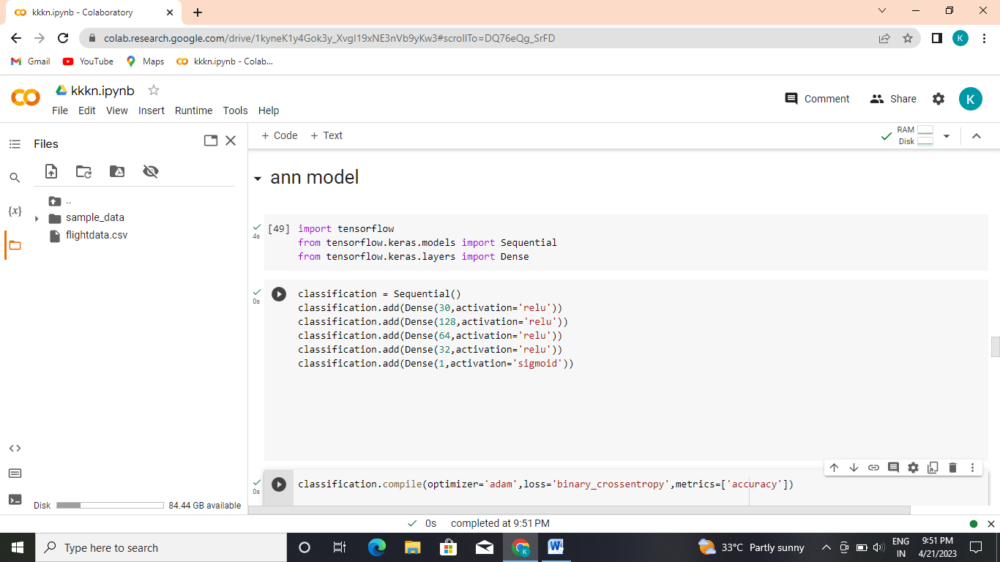 kkkn.ipynb - Colaboratory
colab.research.google.com/drive/1kyneK1y4Gok3y_XvgI19xNE3nVb9yKw3#scrollTo=DQ76eQg_SrFD
K
Gmail YouTube Maps kkkn.ipynb - Colab...
kkkn.ipynb
File Edit View Insert Runtime Tools Help
Comment Share K
Files
+ Code + Text
RAM
Disk
..
sample_data
flightdata.csv
{x}
ann model
[49] import tensorflow
4s
from tensorflow.keras.models import Sequential
from tensorflow.keras.layers import Dense
classification = Sequential()
0s
classification.add(Dense(30,activation='relu'))
classification.add(Dense(128,activation='relu'))
classification.add(Dense(64,activation='relu'))
classification.add(Dense(32,activation='relu'))
classification.add(Dense(1,activation='sigmoid'))
classification.compile(optimizer='adam',loss='binary_crossentropy',metrics=['accuracy'])
0s
Disk 84.44 GB available
0s completed at 9:51 PM
Type here to search
K
W
33°C Partly sunny
ENG
IN
9:51 PM
4/21/2023